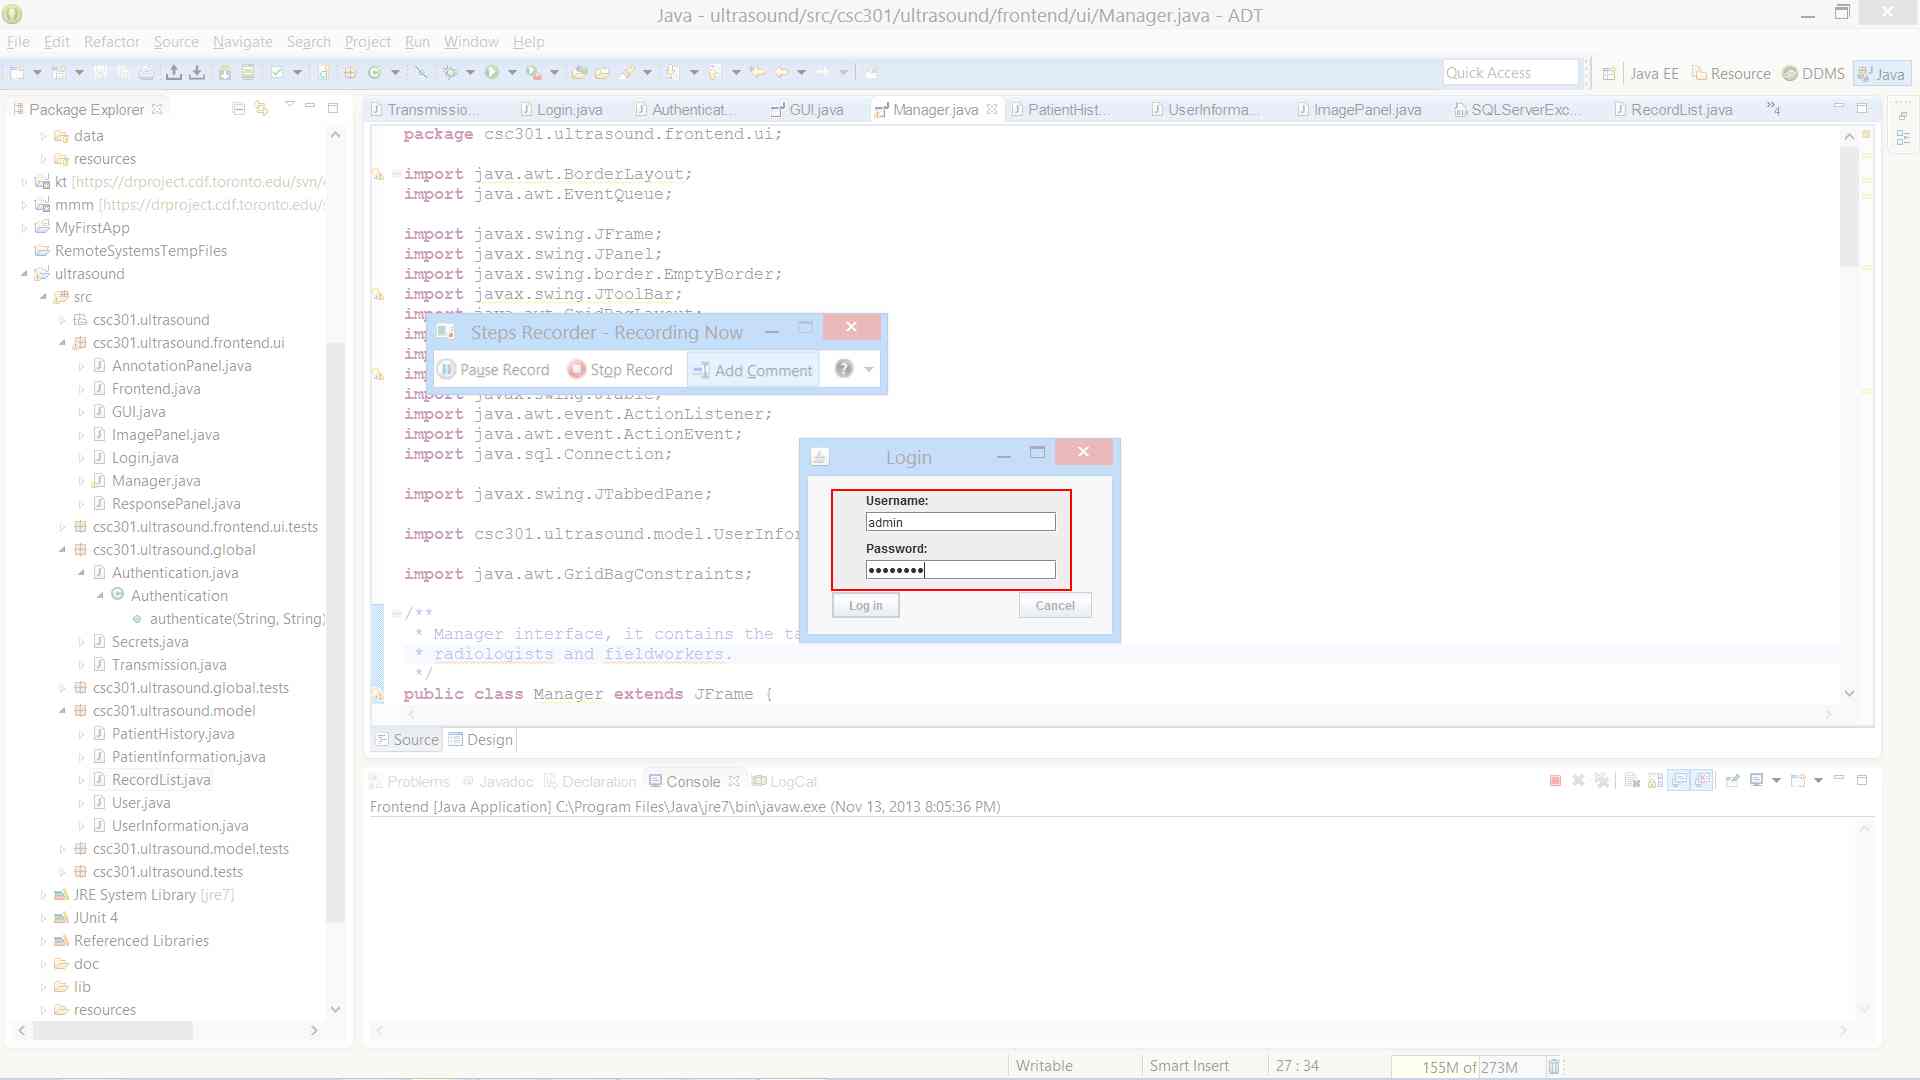 Java - ultrasound/src/csc301/ultrasound/frontend/ui/Manager.java - ADT
File Edit Refactor Source Navigate Search Project Run Window Help
Quick Access
Java EE Resource DDMS Java
Package Explorer
data
resources
kt [https://drproject.cdf.toronto.edu/svn/
mmm [https://drproject.cdf.toronto.edu/
MyFirstApp
RemoteSystemsTempFiles
ultrasound
src
csc301.ultrasound
csc301.ultrasound.frontend.ui
AnnotationPanel.java
Frontend.java
GUI.java
ImagePanel.java
Login.java
Manager.java
ResponsePanel.java
csc301.ultrasound.frontend.ui.tests
csc301.ultrasound.global
Authentication.java
Authentication
authenticate(String, String)
Secrets.java
Transmission.java
csc301.ultrasound.global.tests
csc301.ultrasound.model
PatientHistory.java
PatientInformation.java
RecordList.java
User.java
UserInformation.java
csc301.ultrasound.model.tests
csc301.ultrasound.tests
JRE System Library [jre7]
JUnit 4
Referenced Libraries
doc
lib
resources
Transmissio... Login.java Authenticat... GUI.java Manager.java PatientHist... UserInforma... ImagePanel.java SQLServerExc... RecordList.java »4
package csc301.ultrasound.frontend.ui;
import java.awt.BorderLayout;
import java.awt.EventQueue;
import javax.swing.JFrame;
import javax.swing.JPanel;
import javax.swing.border.EmptyBorder;
import javax.swing.JToolBar;
import java.awt.GridBagLayout;
import javax.swing.JTable;
import java.awt.event.ActionListener;
import java.awt.event.ActionEvent;
import java.sql.Connection;
import javax.swing.JTabbedPane;
import csc301.ultrasound.model.UserInfor
import java.awt.GridBagConstraints;
/**
* Manager interface, it contains the ta
* radiologists and fieldworkers.
*/
public class Manager extends JFrame {
Steps Recorder - Recording Now
Pause Record Stop Record Add Comment
Login
Username:
admin
Password:
••••••••
Log in Cancel
Source Design
Problems Javadoc Declaration Console LogCat
Frontend [Java Application] C:\Program Files\Java\jre7\bin\javaw.exe (Nov 13, 2013 8:05:36 PM)
Writable Smart Insert 27 : 34 155M of 273M